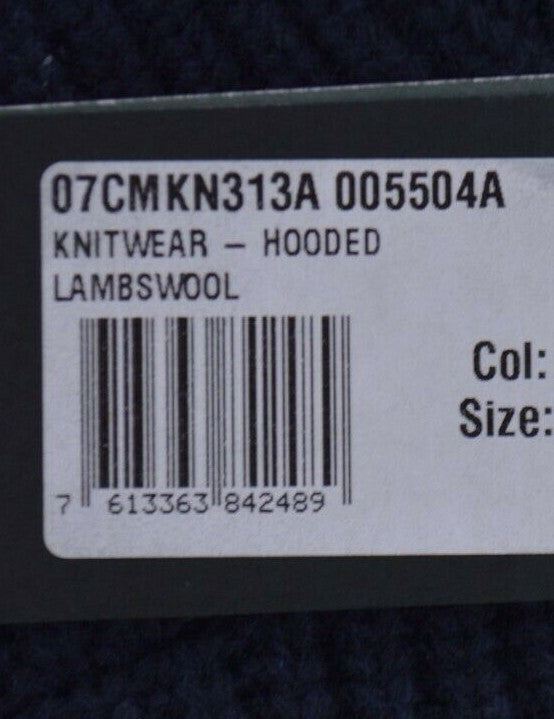 07CMKN313A 005504A
KNITWEAR – HOODED
LAMBSWOOL
Col:
Size:
7 613363 842489